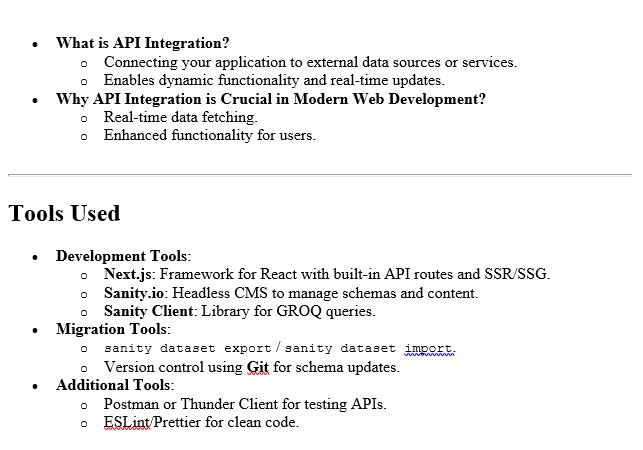 • What is API Integration?
o Connecting your application to external data sources or services.
o Enables dynamic functionality and real-time updates.
• Why API Integration is Crucial in Modern Web Development?
o Real-time data fetching.
o Enhanced functionality for users.
Tools Used
• Development Tools:
o Next.js: Framework for React with built-in API routes and SSR/SSG.
o Sanity.io: Headless CMS to manage schemas and content.
o Sanity Client: Library for GROQ queries.
• Migration Tools:
o sanity dataset export / sanity dataset import.
o Version control using Git for schema updates.
• Additional Tools:
o Postman or Thunder Client for testing APIs.
o ESLint/Prettier for clean code.